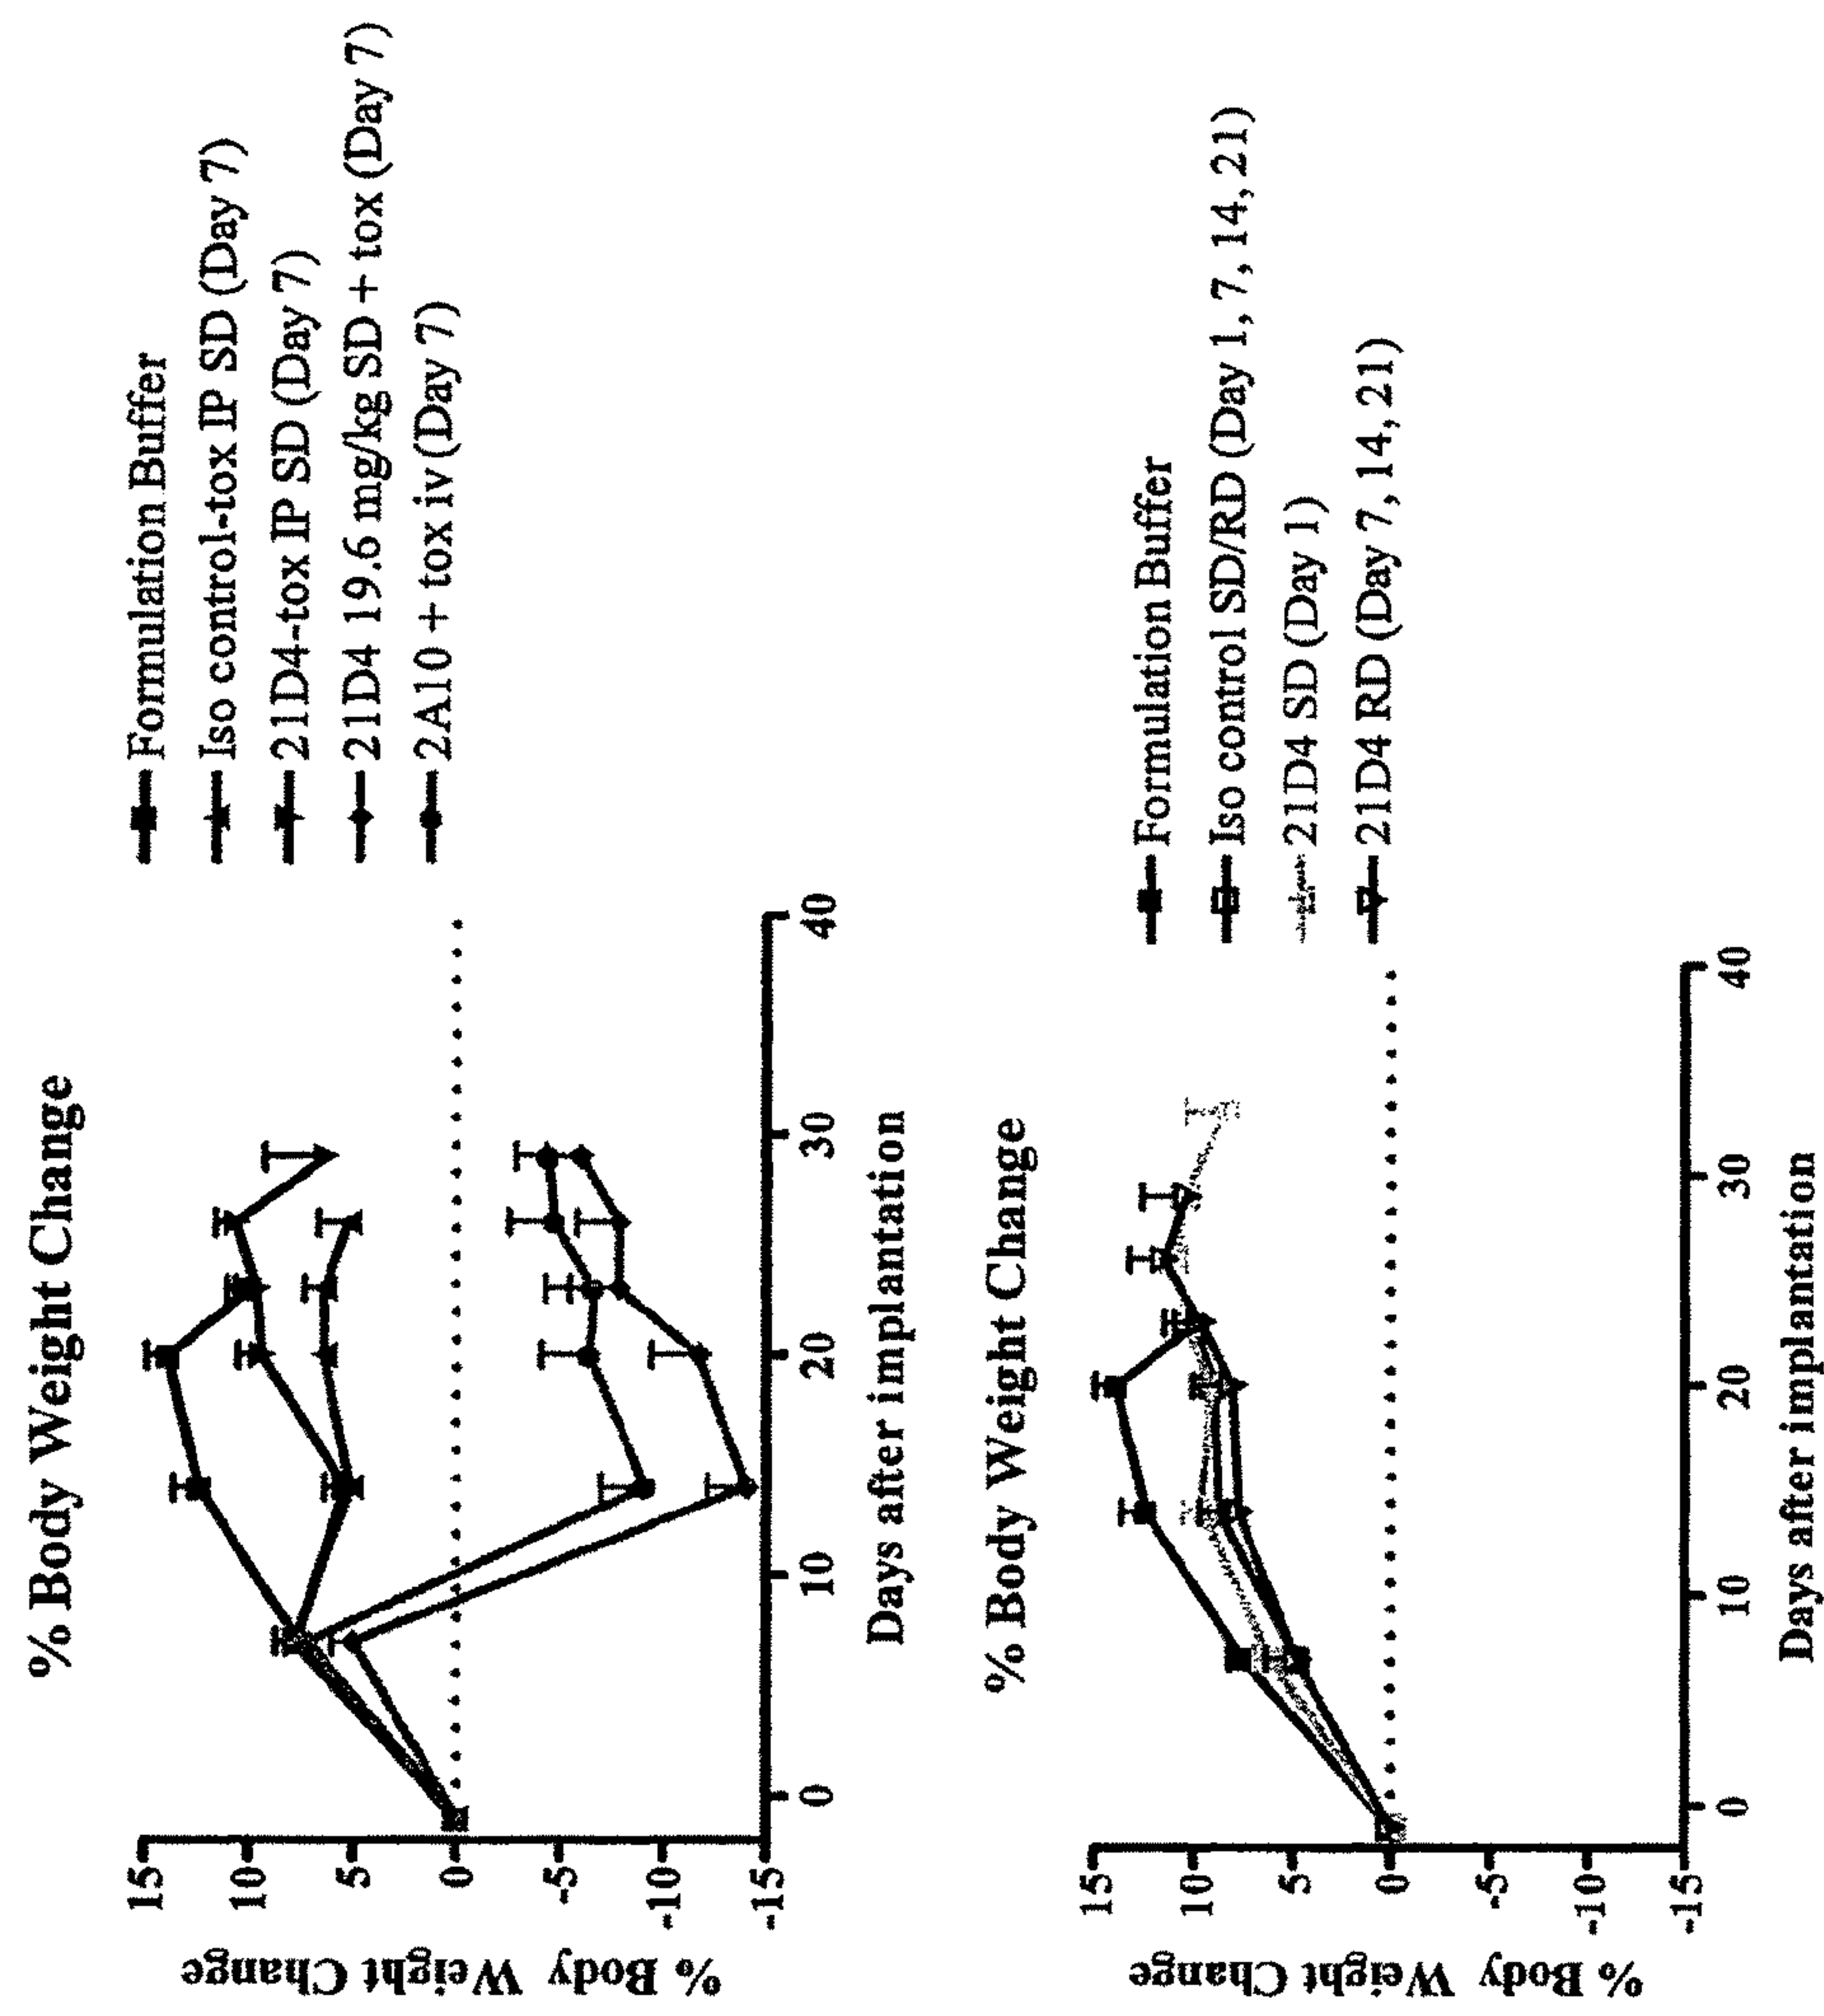 % Body Weight Change
% Body Weight Change
15
10
5
0
-5
-10
-15
0
10
20
30
40
Days after implantation
Formulation Buffer
Iso control-tox IP SD (Day 7)
21D4-tox IP SD (Day 7)
21D4 19.6 mg/kg SD + tox (Day 7)
2A10 + tox iv (Day 7)
% Body Weight Change
% Body Weight Change
15
10
5
0
-5
-10
-15
0
10
20
30
40
Days after implantation
Formulation Buffer
Iso control SD/RD (Day 1, 7, 14, 21)
21D4 SD (Day 1)
21D4 RD (Day 7, 14, 21)